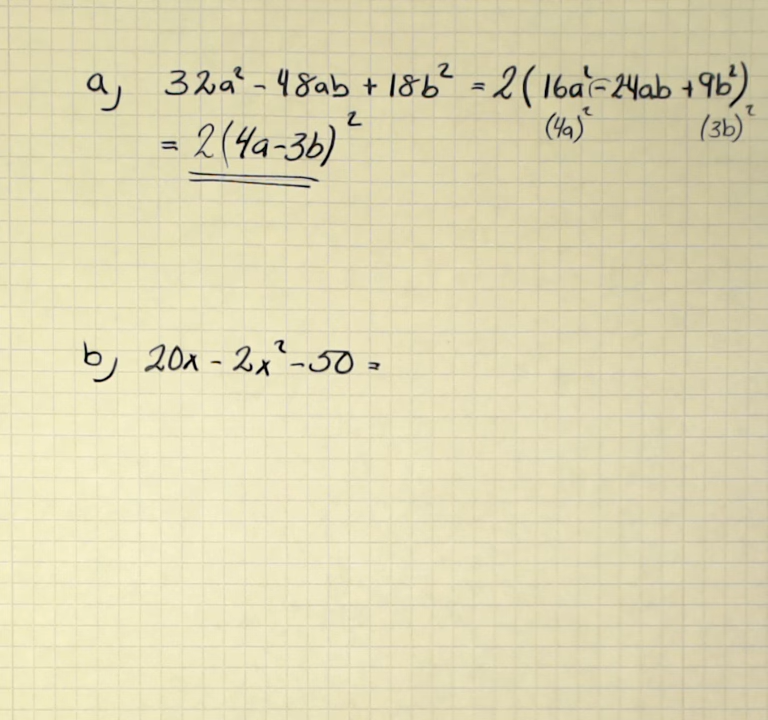 a) 32a² - 48ab + 18b² = 2(16a² - 24ab + 9b²)
(4a)² (3b)²
= 2(4a-3b)²
b) 20x - 2x² - 50 =